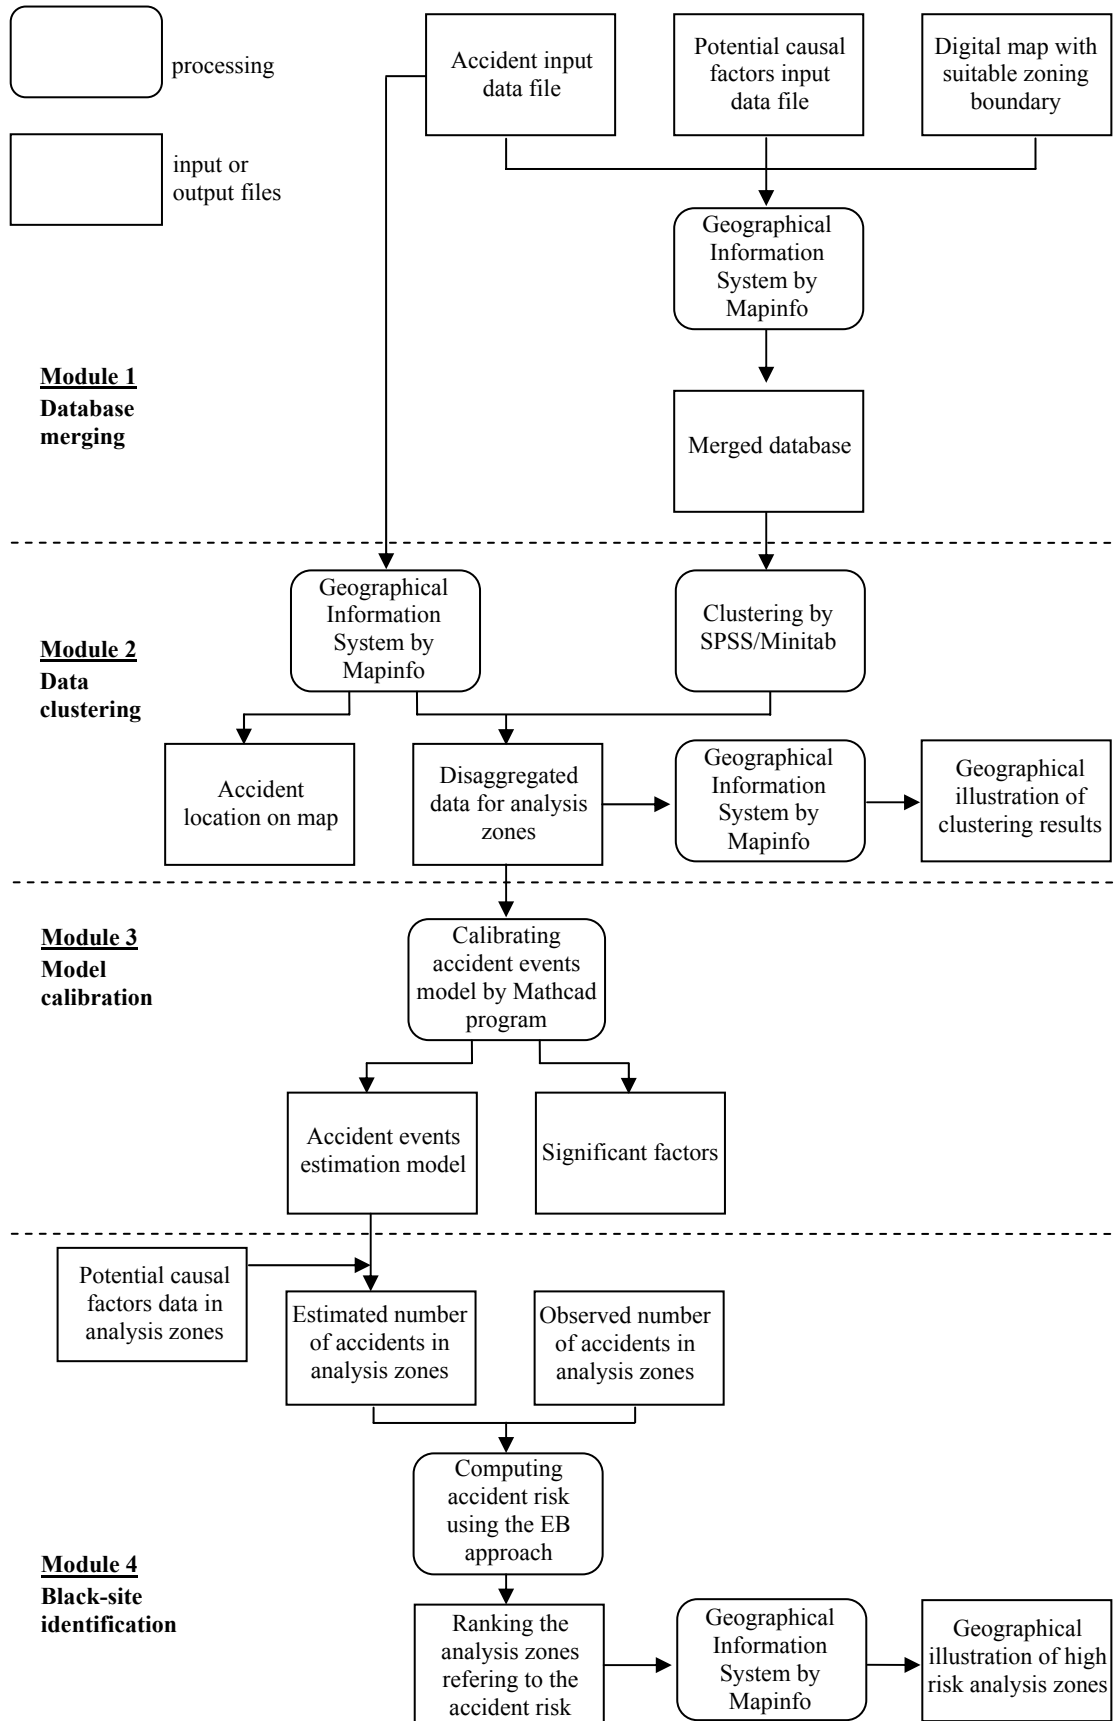 processing
input or
output files
Accident input
data file
Potential causal
factors input
data file
Digital map with
suitable zoning
boundary
Geographical
Information
System by
Mapinfo
Module 1
Database
merging
Merged database
Geographical
Information
System by
Mapinfo
Clustering by
SPSS/Minitab
Module 2
Data
clustering
Accident
location on map
Disaggregated
data for analysis
zones
Geographical
Information
System by
Mapinfo
Geographical
illustration of
clustering results
Module 3
Model
calibration
Calibrating
accident events
model by Mathcad
program
Accident events
estimation model
Significant factors
Potential causal
factors data in
analysis zones
Estimated number
of accidents in
analysis zones
Observed number
of accidents in
analysis zones
Computing
accident risk
using the EB
approach
Module 4
Black-site
identification
Ranking the
analysis zones
refering to the
accident risk
Geographical
Information
System by
Mapinfo
Geographical
illustration of high
risk analysis zones